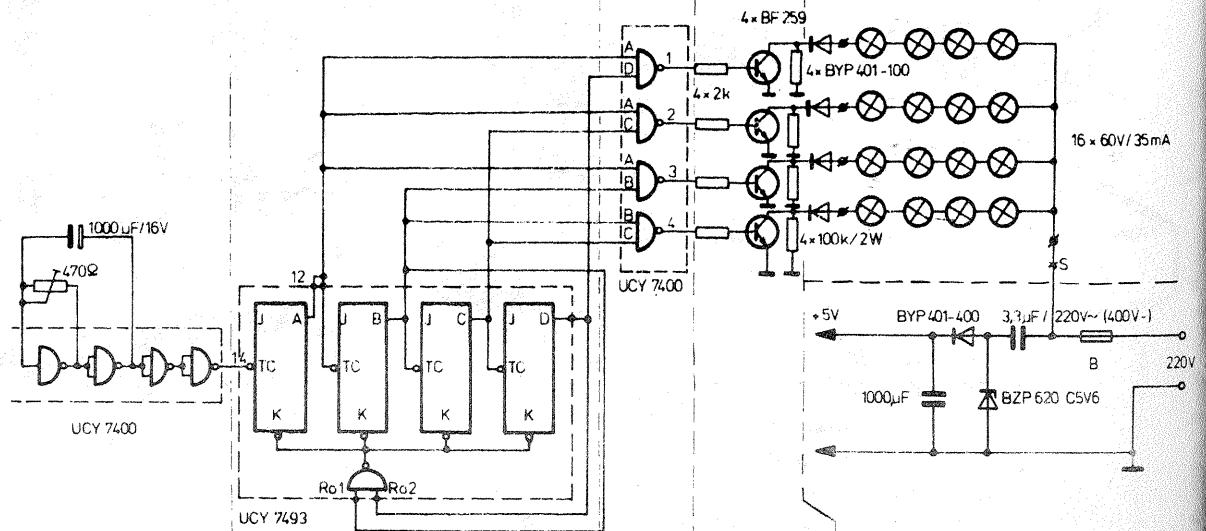 4 x BF 259
A
D
1
4 x BYP 401-100
4 x 2k
A
C
2
16 x 60V/35mA
A
B
3
B
C
4
4 x 100k/2W
1000µF/16V
470Ω
12
UCY 7400
S
J A
J B
J C
J D
+5V
BYP 401-400
3,3µF / 220V~ (400V-)
14
TC
TC
TC
TC
B
220V
1000µF
BZP 620 C5V6
K
K
K
K
UCY 7400
Ro1
Ro2
UCY 7493